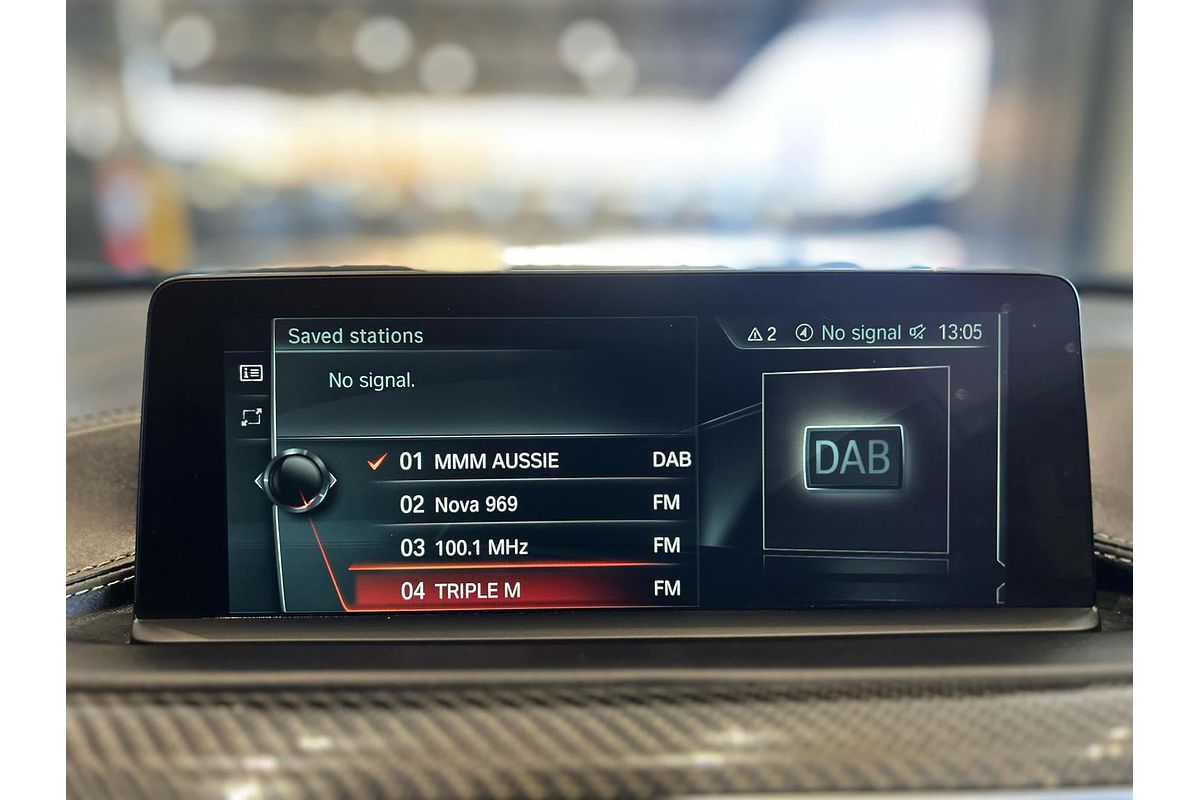 Saved stations
2 No signal 13:05
No signal.
01 MMM AUSSIE DAB
02 Nova 969 FM
03 100.1 MHz FM
04 TRIPLE M FM
DAB